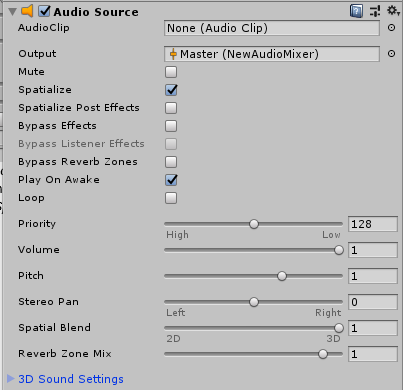 Audio Source
AudioClip None (Audio Clip)
Output Master (NewAudioMixer)
Mute
Spatialize
Spatialize Post Effects
Bypass Effects
Bypass Listener Effects
Bypass Reverb Zones
Play On Awake
Loop
Priority 128
High Low
Volume 1
Pitch 1
Stereo Pan 0
Left Right
Spatial Blend 1
2D 3D
Reverb Zone Mix 1
3D Sound Settings